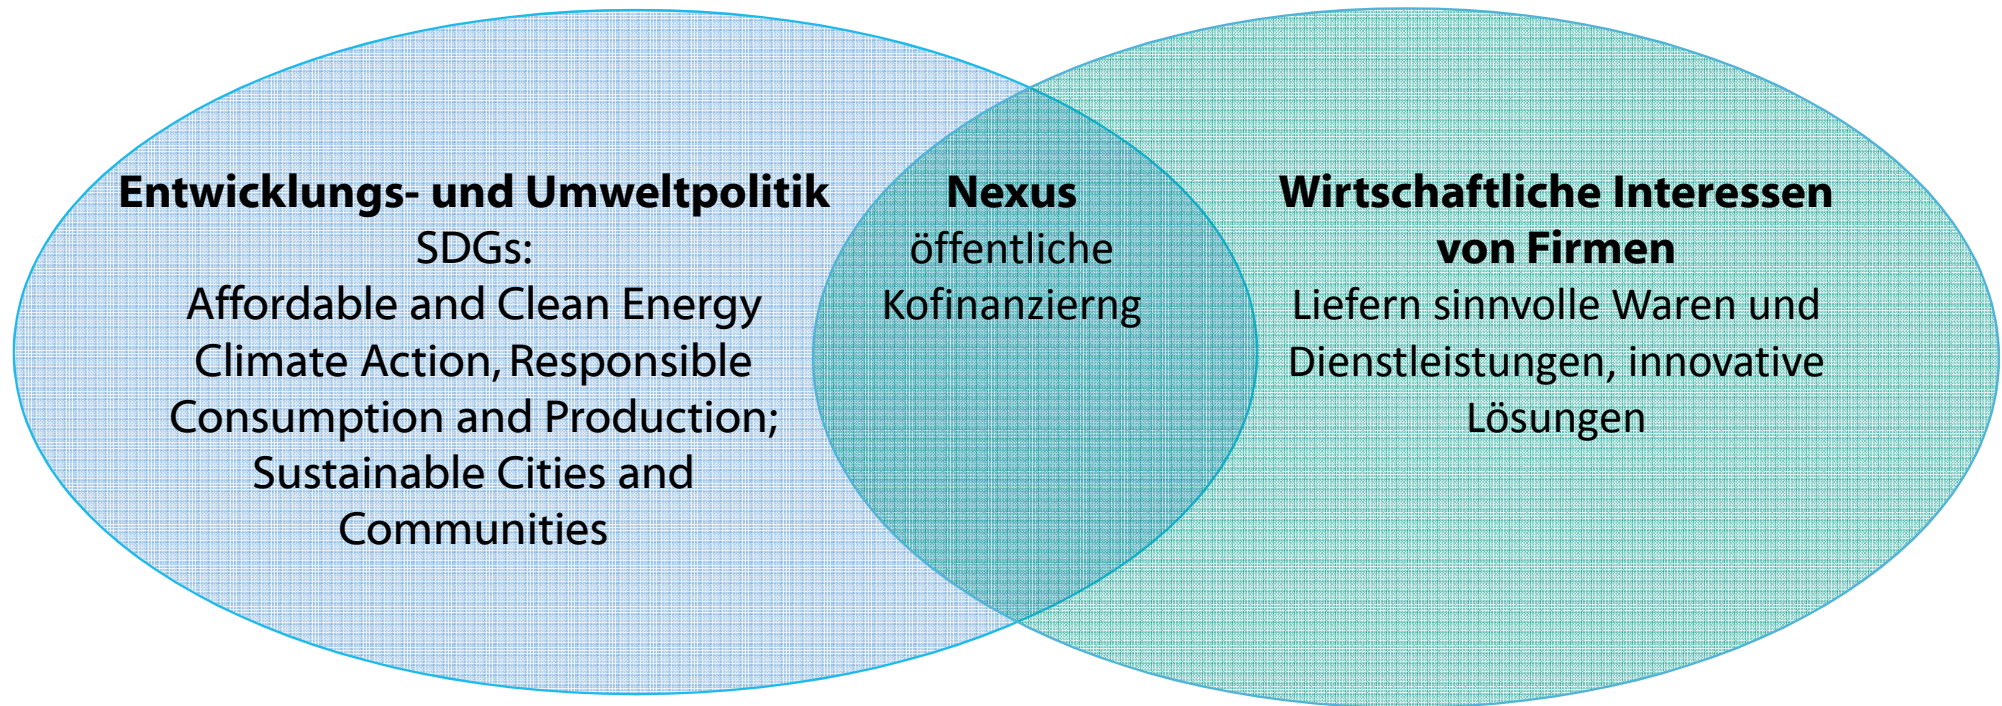 Entwicklungs- und Umweltpolitik
SDGs:
Affordable and Clean Energy
Climate Action, Responsible
Consumption and Production;
Sustainable Cities and
Communities
Nexus
öffentliche
Kofinanzierng
Wirtschaftliche Interessen
von Firmen
Liefern sinnvolle Waren und
Dienstleistungen, innovative
Lösungen